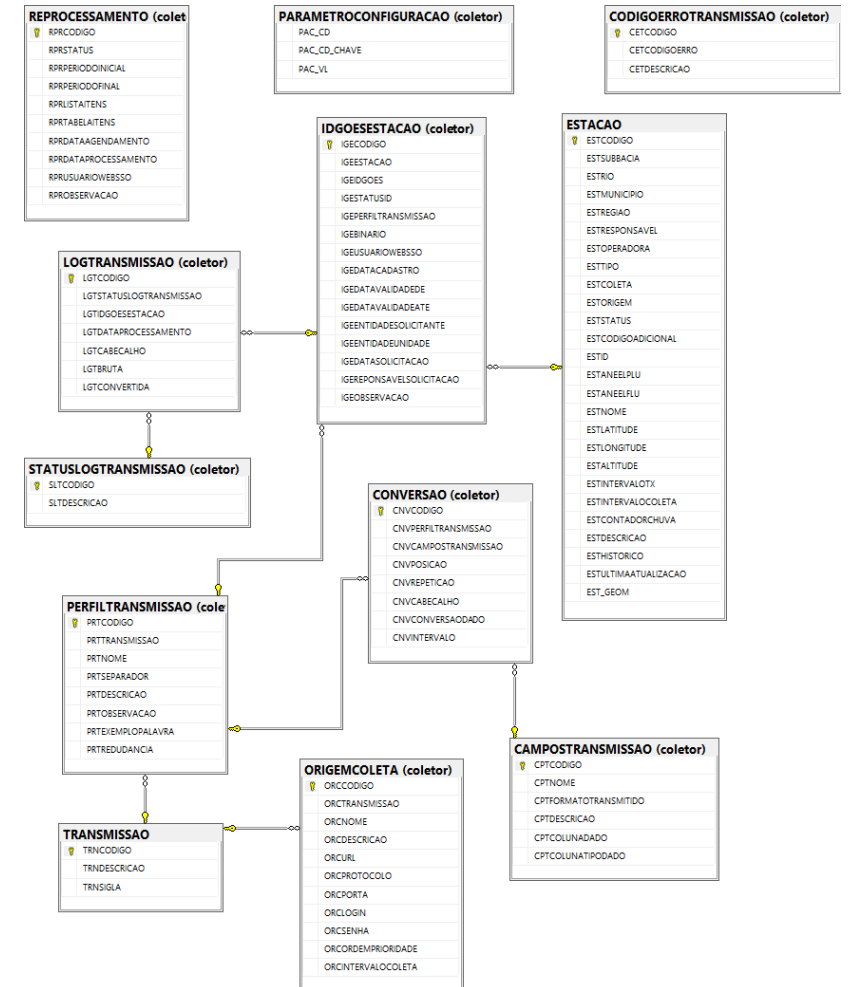 REPROCESSAMENTO (colet
RPRCODIGO
RPRSTATUS
RPRPERIODOINICIAL
RPRPERIODOFINAL
RPRLISTAITENS
RPRTABELAITENS
RPRDATAAGENDAMENTO
RPRDATAPROCESSAMENTO
RPRUSUARIOWEBSSO
RPROBSERVACAO
PARAMETROCONFIGURACAO (coletor)
PAC_CD
PAC_CD_CHAVE
PAC_VL
CODIGOERROTRANSMISSAO (coletor)
CETCODIGO
CETCODIGOERRO
CETDESCRICAO
IDGOESESTACAO (coletor)
IGECODIGO
IGEESTACAO
IGEIDGOES
IGESTATUSID
IGEPERFILTRANSMISSAO
IGEBINARIO
IGEUSUARIOWEBSSO
IGEDATACADASTRO
IGEDATAVALIDADEDE
IGEDATAVALIDADEATE
IGEENTIDADESOLICITANTE
IGEENTIDADEUNIDADE
IGEDATASOLICITACAO
IGEREPONSAVELSOLICITACAO
IGEOBSERVACAO
ESTACAO
ESTCODIGO
ESTSUBBACIA
ESTRIO
ESTMUNICIPIO
ESTREGIAO
ESTRESPONSAVEL
ESTOPERADORA
ESTTIPO
ESTCOLETA
ESTORIGEM
ESTSTATUS
ESTCODIGOADICIONAL
ESTID
ESTANEELPLU
ESTANEELFLU
ESTNOME
ESTLATITUDE
ESTLONGITUDE
ESTALTITUDE
ESTINTERVALOTX
ESTINTERVALOCOLETA
ESTCONTADORCHUVA
ESTDESCRICAO
ESTHISTORICO
ESTULTIMAATUALIZACAO
EST_GEOM
LOGTRANSMISSAO (coletor)
LGTCODIGO
LGTSTATUSLOGTRANSMISSAO
LGTIDGOESESTACAO
LGTDATAPROCESSAMENTO
LGTCABECALHO
LGTBRUTA
LGTCONVERTIDA
STATUSLOGTRANSMISSAO (coletor)
SLTCODIGO
SLTDESCRICAO
CONVERSAO (coletor)
CNVCODIGO
CNVPERFILTRANSMISSAO
CNVCAMPOSTRANSMISSAO
CNVPOSICAO
CNVREPETICAO
CNVCABECALHO
CNVCONVERSAODADO
CNVINTERVALO
PERFILTRANSMISSAO (cole
PRTCODIGO
PRTTRANSMISSAO
PRTNOME
PRTSEPARADOR
PRTDESCRICAO
PRTOBSERVACAO
PRTEXEMPLOPALAVRA
PRTREDUDANCIA
CAMPOSTRANSMISSAO (coletor)
CPTCODIGO
CPTNOME
CPTFORMATOTRANSMITIDO
CPTDESCRICAO
CPTCOLUNADADO
CPTCOLUNATIPODADO
ORIGEMCOLETA (coletor)
ORCCODIGO
ORCTRANSMISSAO
ORCNOME
ORCDESCRICAO
ORCURL
ORCPROTOCOLO
ORCPORTA
ORCLOGIN
ORCSENHA
ORCORDEMPRIORIDADE
ORCINTERVALOCOLETA
TRANSMISSAO
TRNCODIGO
TRNDESCRICAO
TRNSIGLA